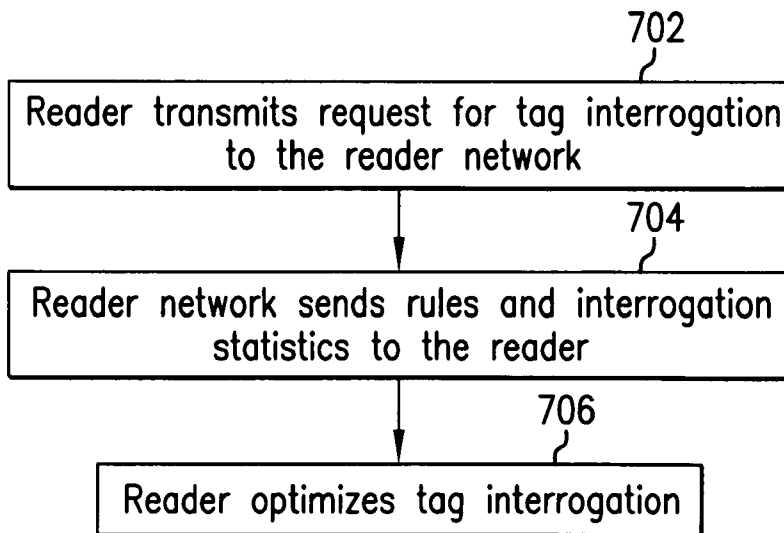 702
Reader transmits request for tag interrogation
to the reader network
704
Reader network sends rules and interrogation
statistics to the reader
706
Reader optimizes tag interrogation